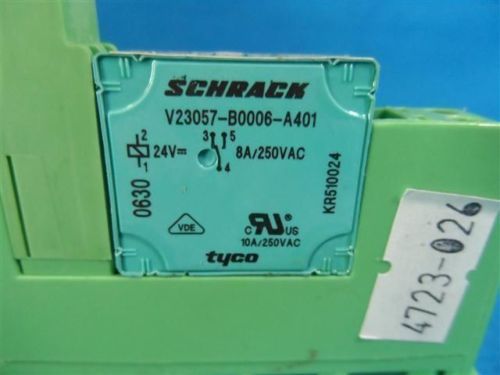 SCHRACK
V23057-B0006-A401
2
1
24V=
3 5
4
8A/250VAC
0630
KR510024
VDE
C RU US
10A/250VAC
tyco
4723-026